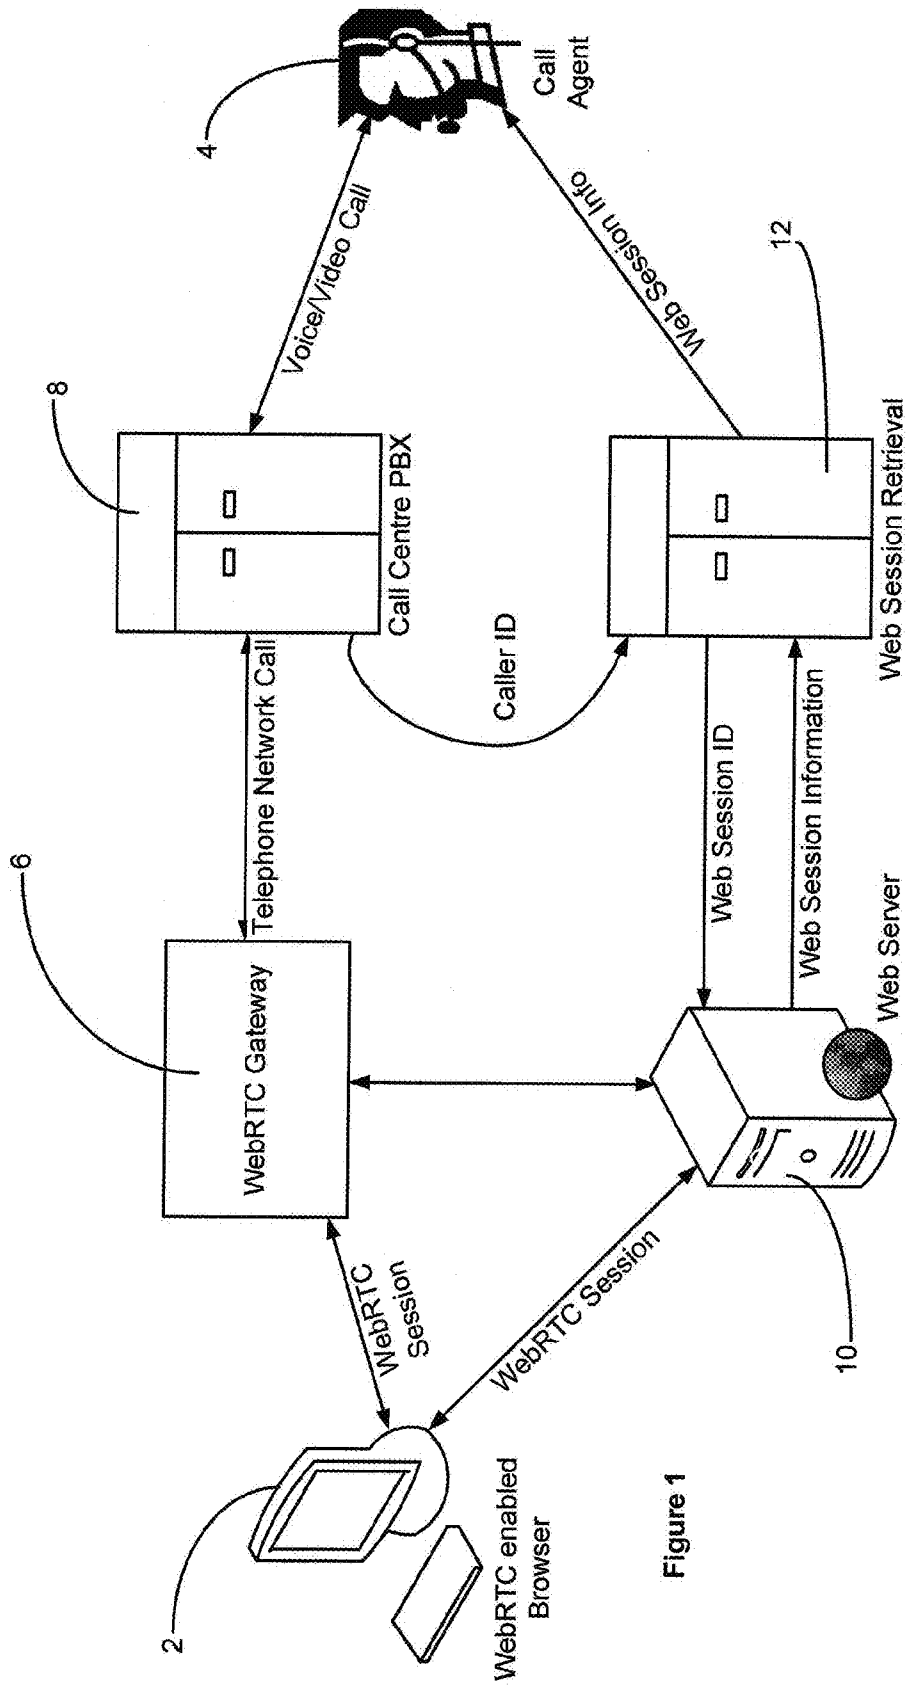 2
WebRTC enabled
Browser
WebRTC
Session
WebRTC Session
6
WebRTC Gateway
10
Web Server
Telephone Network Call
8
Call Centre PBX
Caller ID
Web Session ID
Web Session Information
12
Web Session Retrieval
Voice/Video Call
Web Session Info
4
Call
Agent
Figure 1